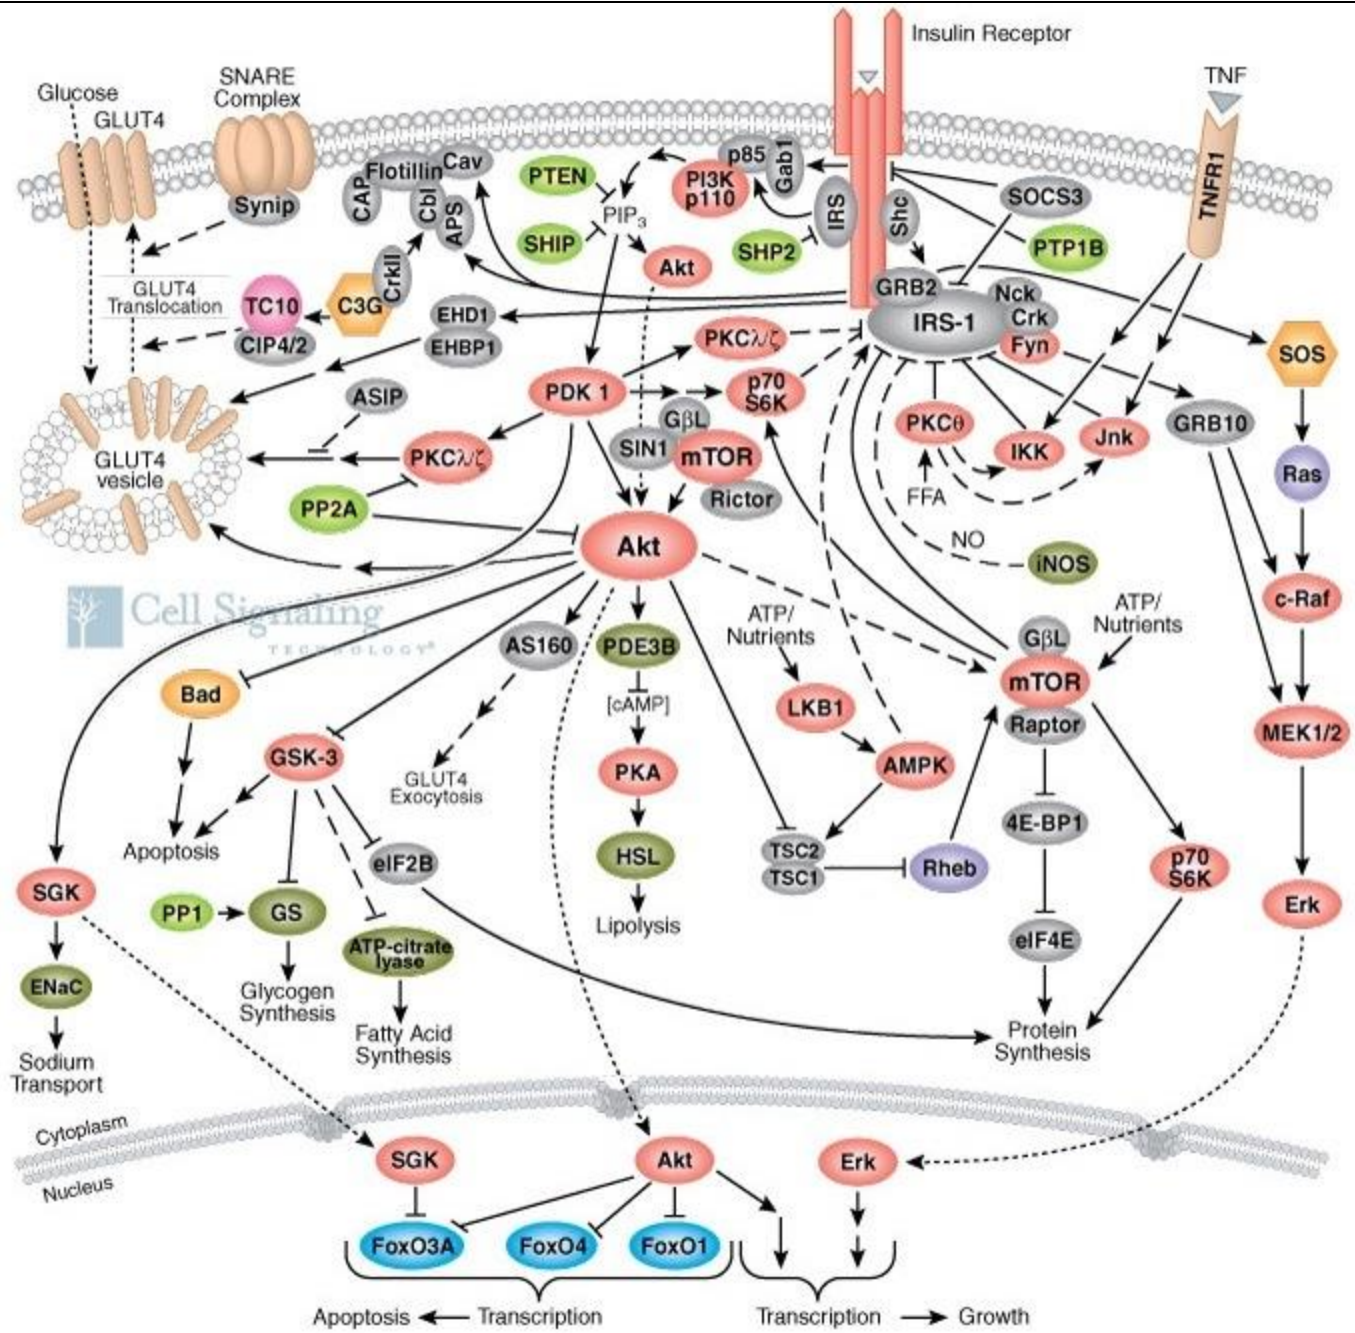 Insulin Receptor
TNF
SNARE
Complex
Glucose
GLUT4
TNFR1
Synip
Flotillin
Cav
CAP
Cbl
APS
CrkII
C3G
TC10
CIP4/2
GLUT4
Translocation
PTEN
SHIP
PIP3
Akt
PI3K
p110
p85
Gab1
IRS
SHP2
Shc
SOCS3
PTP1B
GRB2
IRS-1
Nck
Crk
Fyn
SOS
EHD1
EHBP1
PKCλ/ζ
PDK 1
p70
S6K
ASIP
GβL
SIN1
mTOR
Rictor
PKCθ
IKK
Jnk
GRB10
FFA
Ras
GLUT4
vesicle
PKCλ/ζ
PP2A
Akt
NO
iNOS
c-Raf
Cell Signaling
TECHNOLOGY®
AS160
PDE3B
[cAMP]
ATP/
Nutrients
GβL
mTOR
Raptor
ATP/
Nutrients
Bad
GSK-3
GLUT4
Exocytosis
PKA
LKB1
AMPK
MEK1/2
Apoptosis
eIF2B
HSL
TSC2
TSC1
Rheb
4E-BP1
p70
S6K
SGK
PP1
GS
Lipolysis
Erk
ATP-citrate
lyase
eIF4E
ENaC
Glycogen
Synthesis
Fatty Acid
Synthesis
Protein
Synthesis
Sodium
Transport
Cytoplasm
Nucleus
SGK
Akt
Erk
FoxO3A
FoxO4
FoxO1
Apoptosis
Transcription
Transcription
Growth